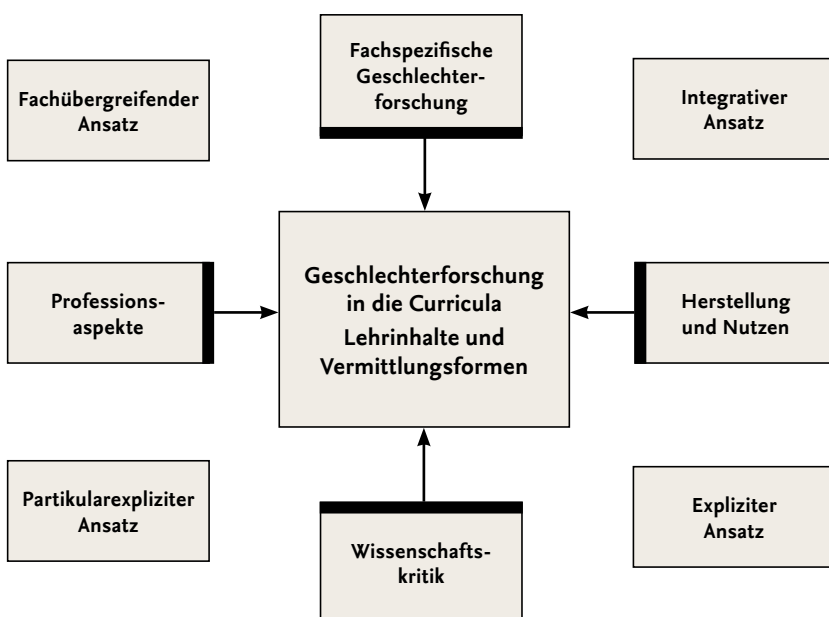 Fachübergreifender
Ansatz
Fachspezifische
Geschlechter-
forschung
Integrativer
Ansatz
Professions-
aspekte
Geschlechterforschung
in die Curricula
Lehrinhalte und
Vermittlungsformen
Herstellung
und Nutzen
Partikularexpliziter
Ansatz
Wissenschafts-
kritik
Expliziter
Ansatz